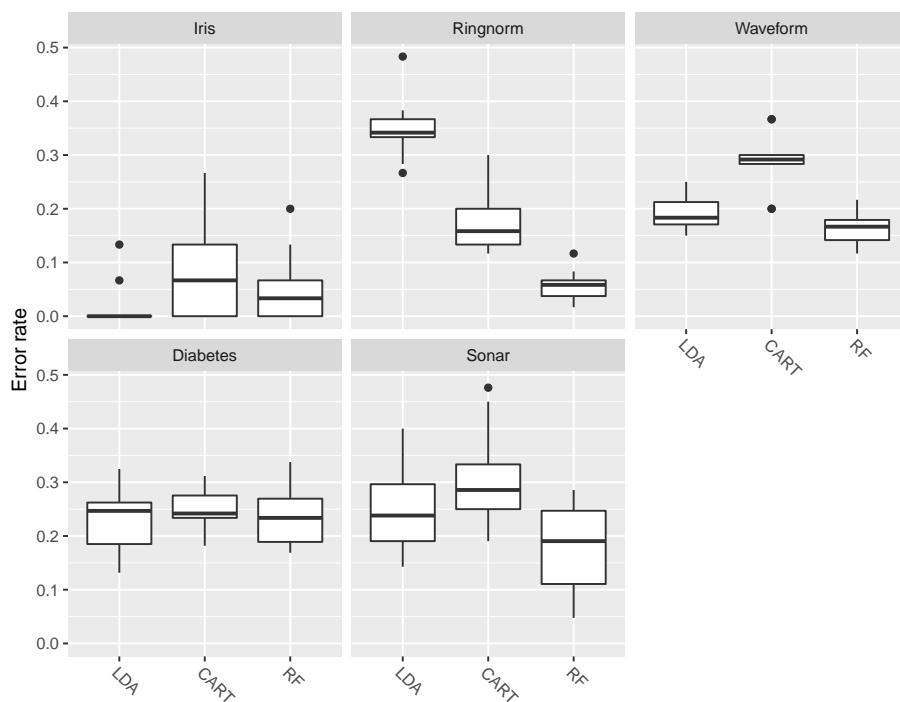 Iris
Ringnorm
Waveform
0.5
0.4
0.3
0.2
0.1
0.0
LDA
CART
RF
Error rate
Diabetes
Sonar
0.5
0.4
0.3
0.2
0.1
0.0
LDA
CART
RF
LDA
CART
RF